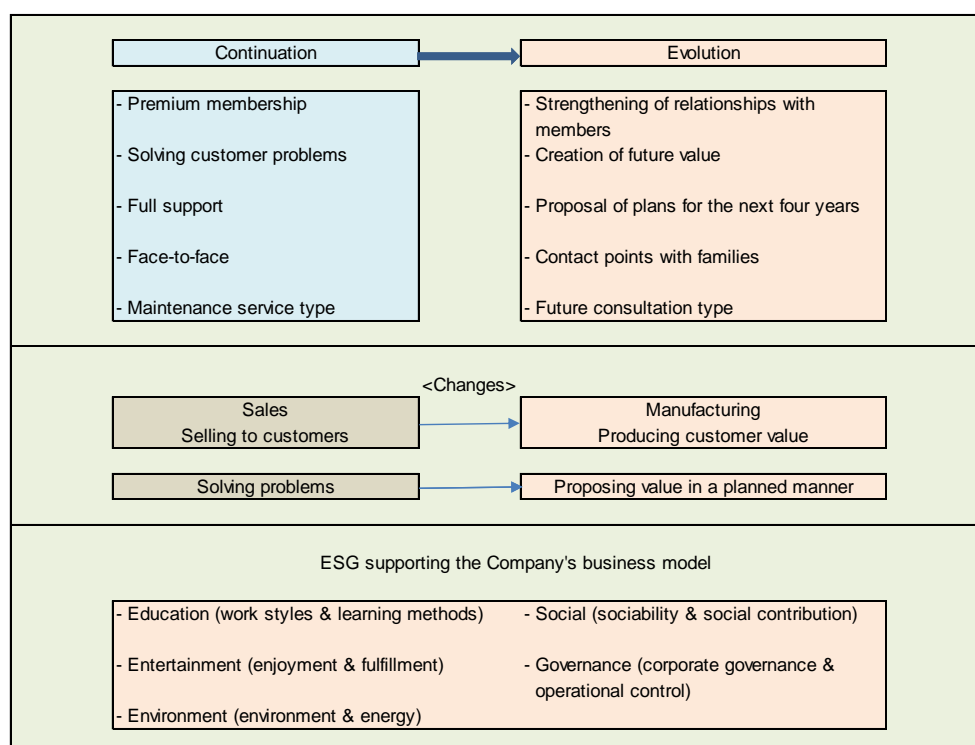 Continuation
Evolution
- Premium membership
- Solving customer problems
- Full support
- Face-to-face
- Maintenance service type
- Strengthening of relationships with
members
- Creation of future value
- Proposal of plans for the next four years
- Contact points with families
- Future consultation type
<Changes>
Sales
Selling to customers
Manufacturing
Producing customer value
Solving problems
Proposing value in a planned manner
ESG supporting the Company's business model
- Education (work styles & learning methods)
- Entertainment (enjoyment & fulfillment)
- Environment (environment & energy)
- Social (sociability & social contribution)
- Governance (corporate governance &
operational control)